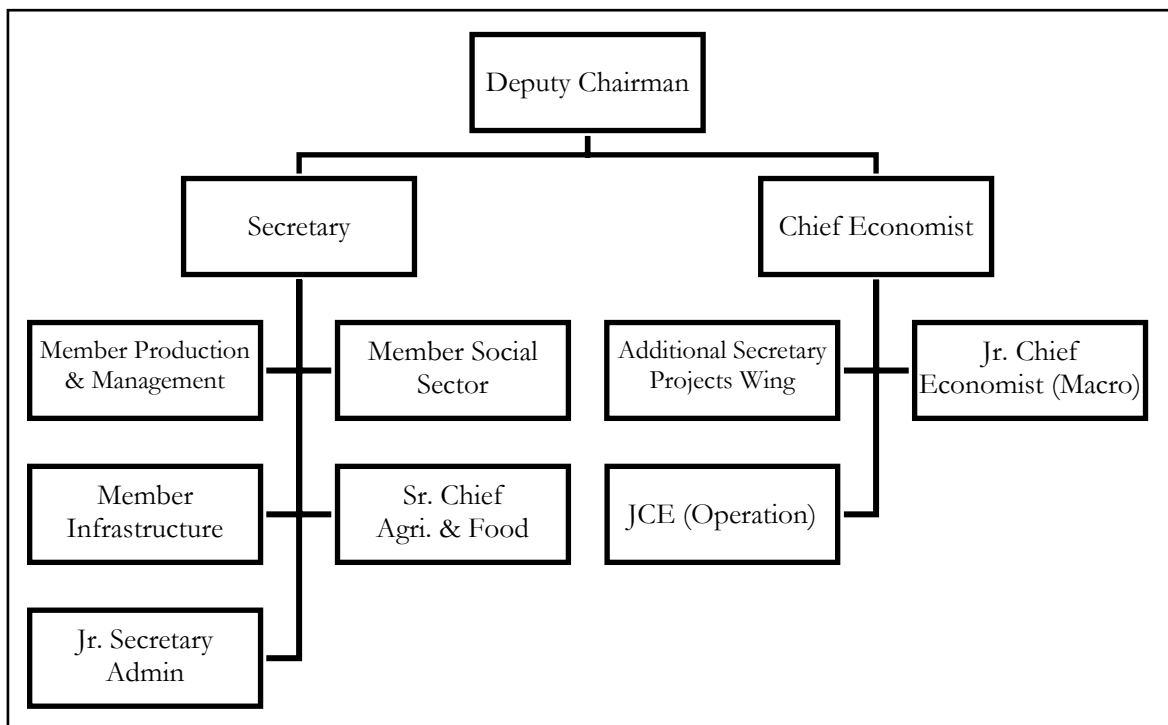 Deputy Chairman
Secretary
Chief Economist
Member Production
& Management
Member Social
Sector
Additional Secretary
Projects Wing
Jr. Chief
Economist (Macro)
Member
Infrastructure
Sr. Chief
Agri. & Food
JCE (Operation)
Jr. Secretary
Admin